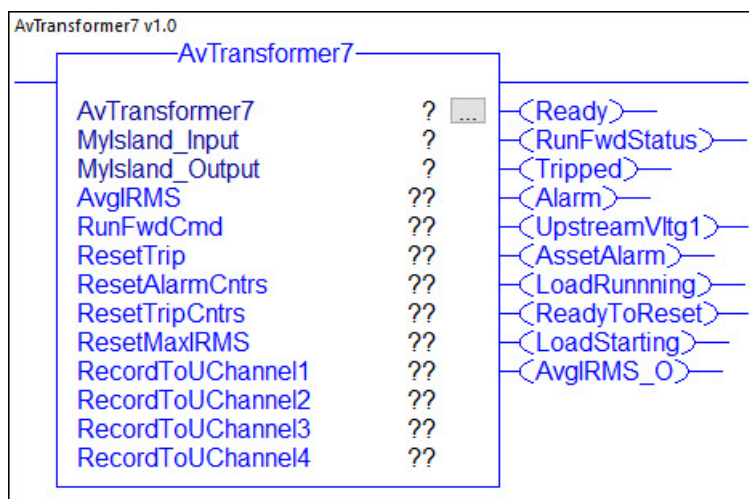 AvTransformer7 v1.0
AvTransformer7
AvTransformer7 ? ... Ready
MyIsland_Input ? RunFwdStatus
MyIsland_Output ? Tripped
AvgIRMS ?? Alarm
RunFwdCmd ?? UpstreamVltg1
ResetTrip ?? AssetAlarm
ResetAlarmCntrs ?? LoadRunnning
ResetTripCntrs ?? ReadyToReset
ResetMaxIRMS ?? LoadStarting
RecordToUChannel1 ?? AvgIRMS_O
RecordToUChannel2 ??
RecordToUChannel3 ??
RecordToUChannel4 ??